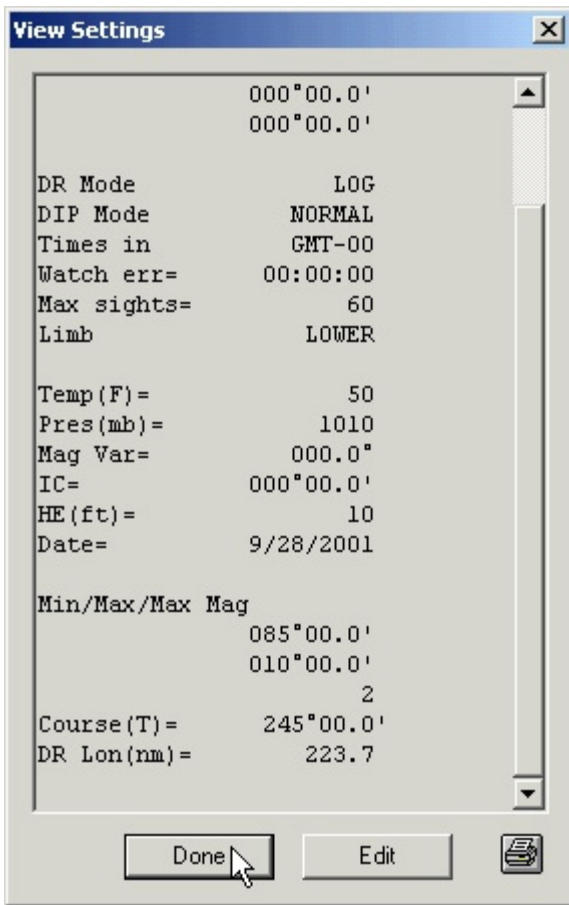 View Settings
000°00.0'
000°00.0'
DR Mode LOG
DIP Mode NORMAL
Times in GMT-00
Watch err= 00:00:00
Max sights= 60
Limb LOWER
Temp(F)= 50
Pres(mb)= 1010
Mag Var= 000.0°
IC= 000°00.0'
HE(ft)= 10
Date= 9/28/2001
Min/Max/Max Mag
085°00.0'
010°00.0'
2
Course(T)= 245°00.0'
DR Lon(nm)= 223.7
Done Edit